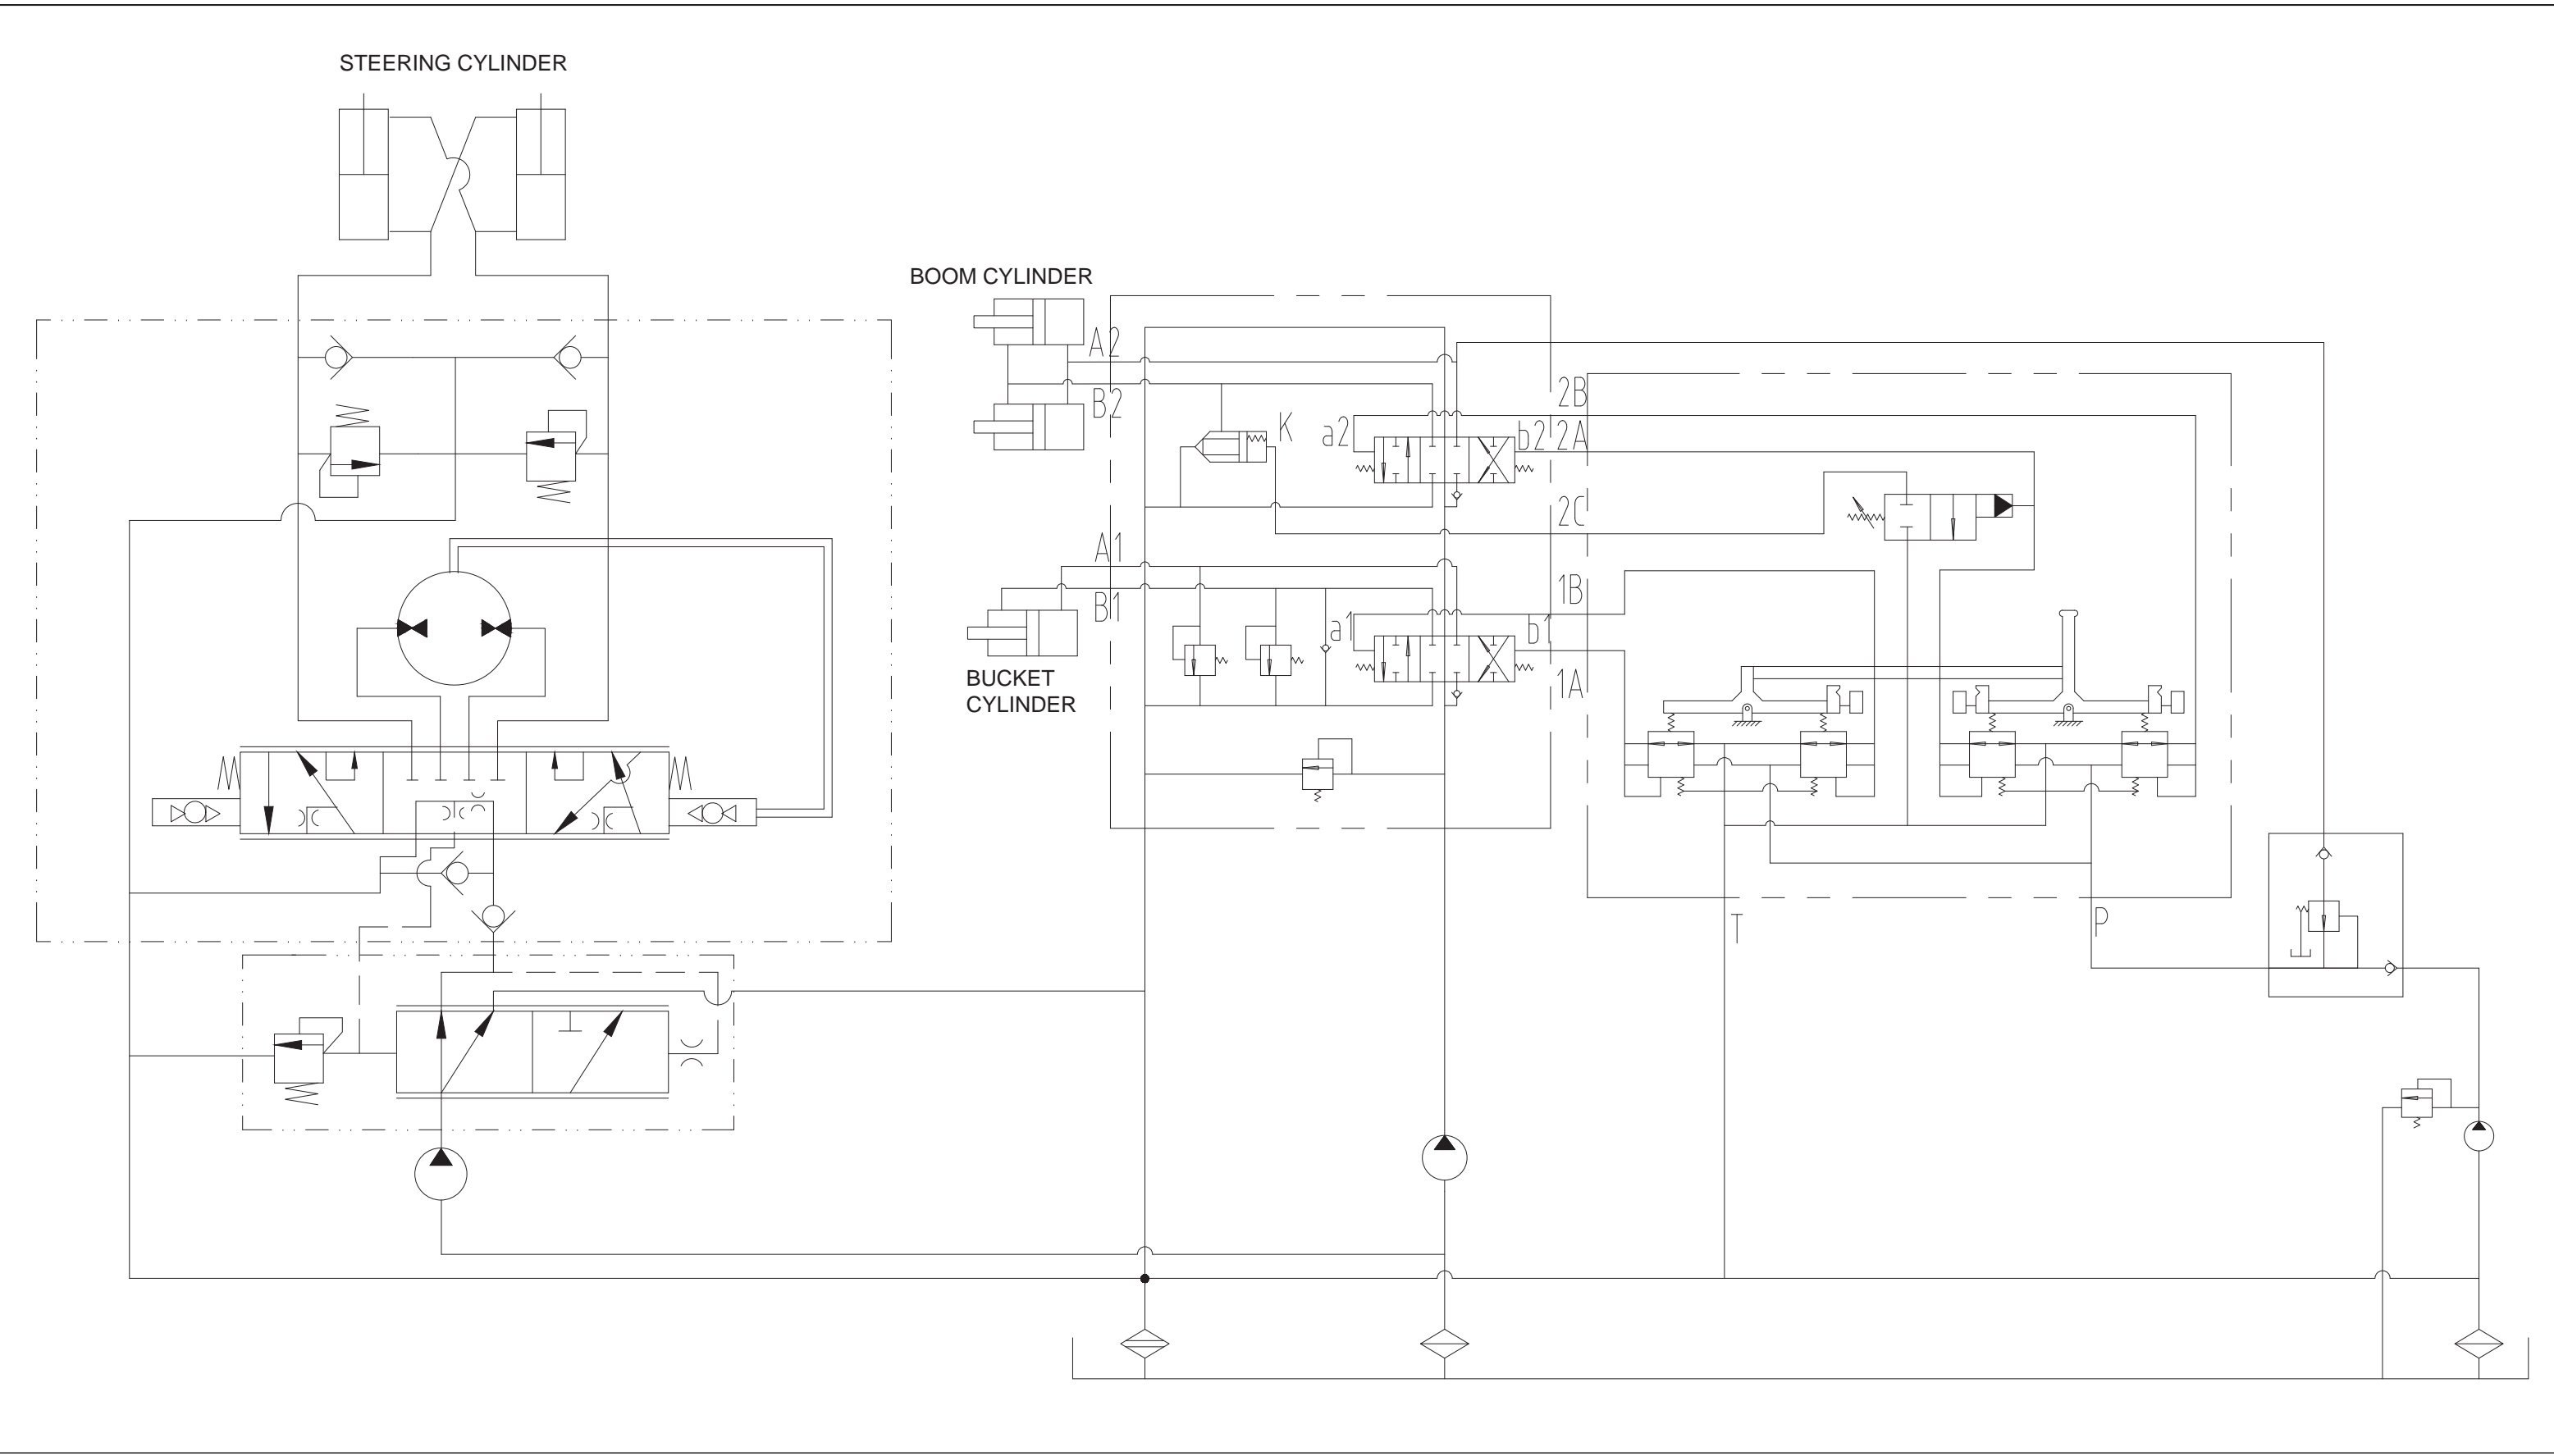 STEERING CYLINDER
BOOM CYLINDER
A2
B2
K
a2
b2
2B
2A
2C
A1
B1
a1
b1
1B
1A
BUCKET
CYLINDER
T
P